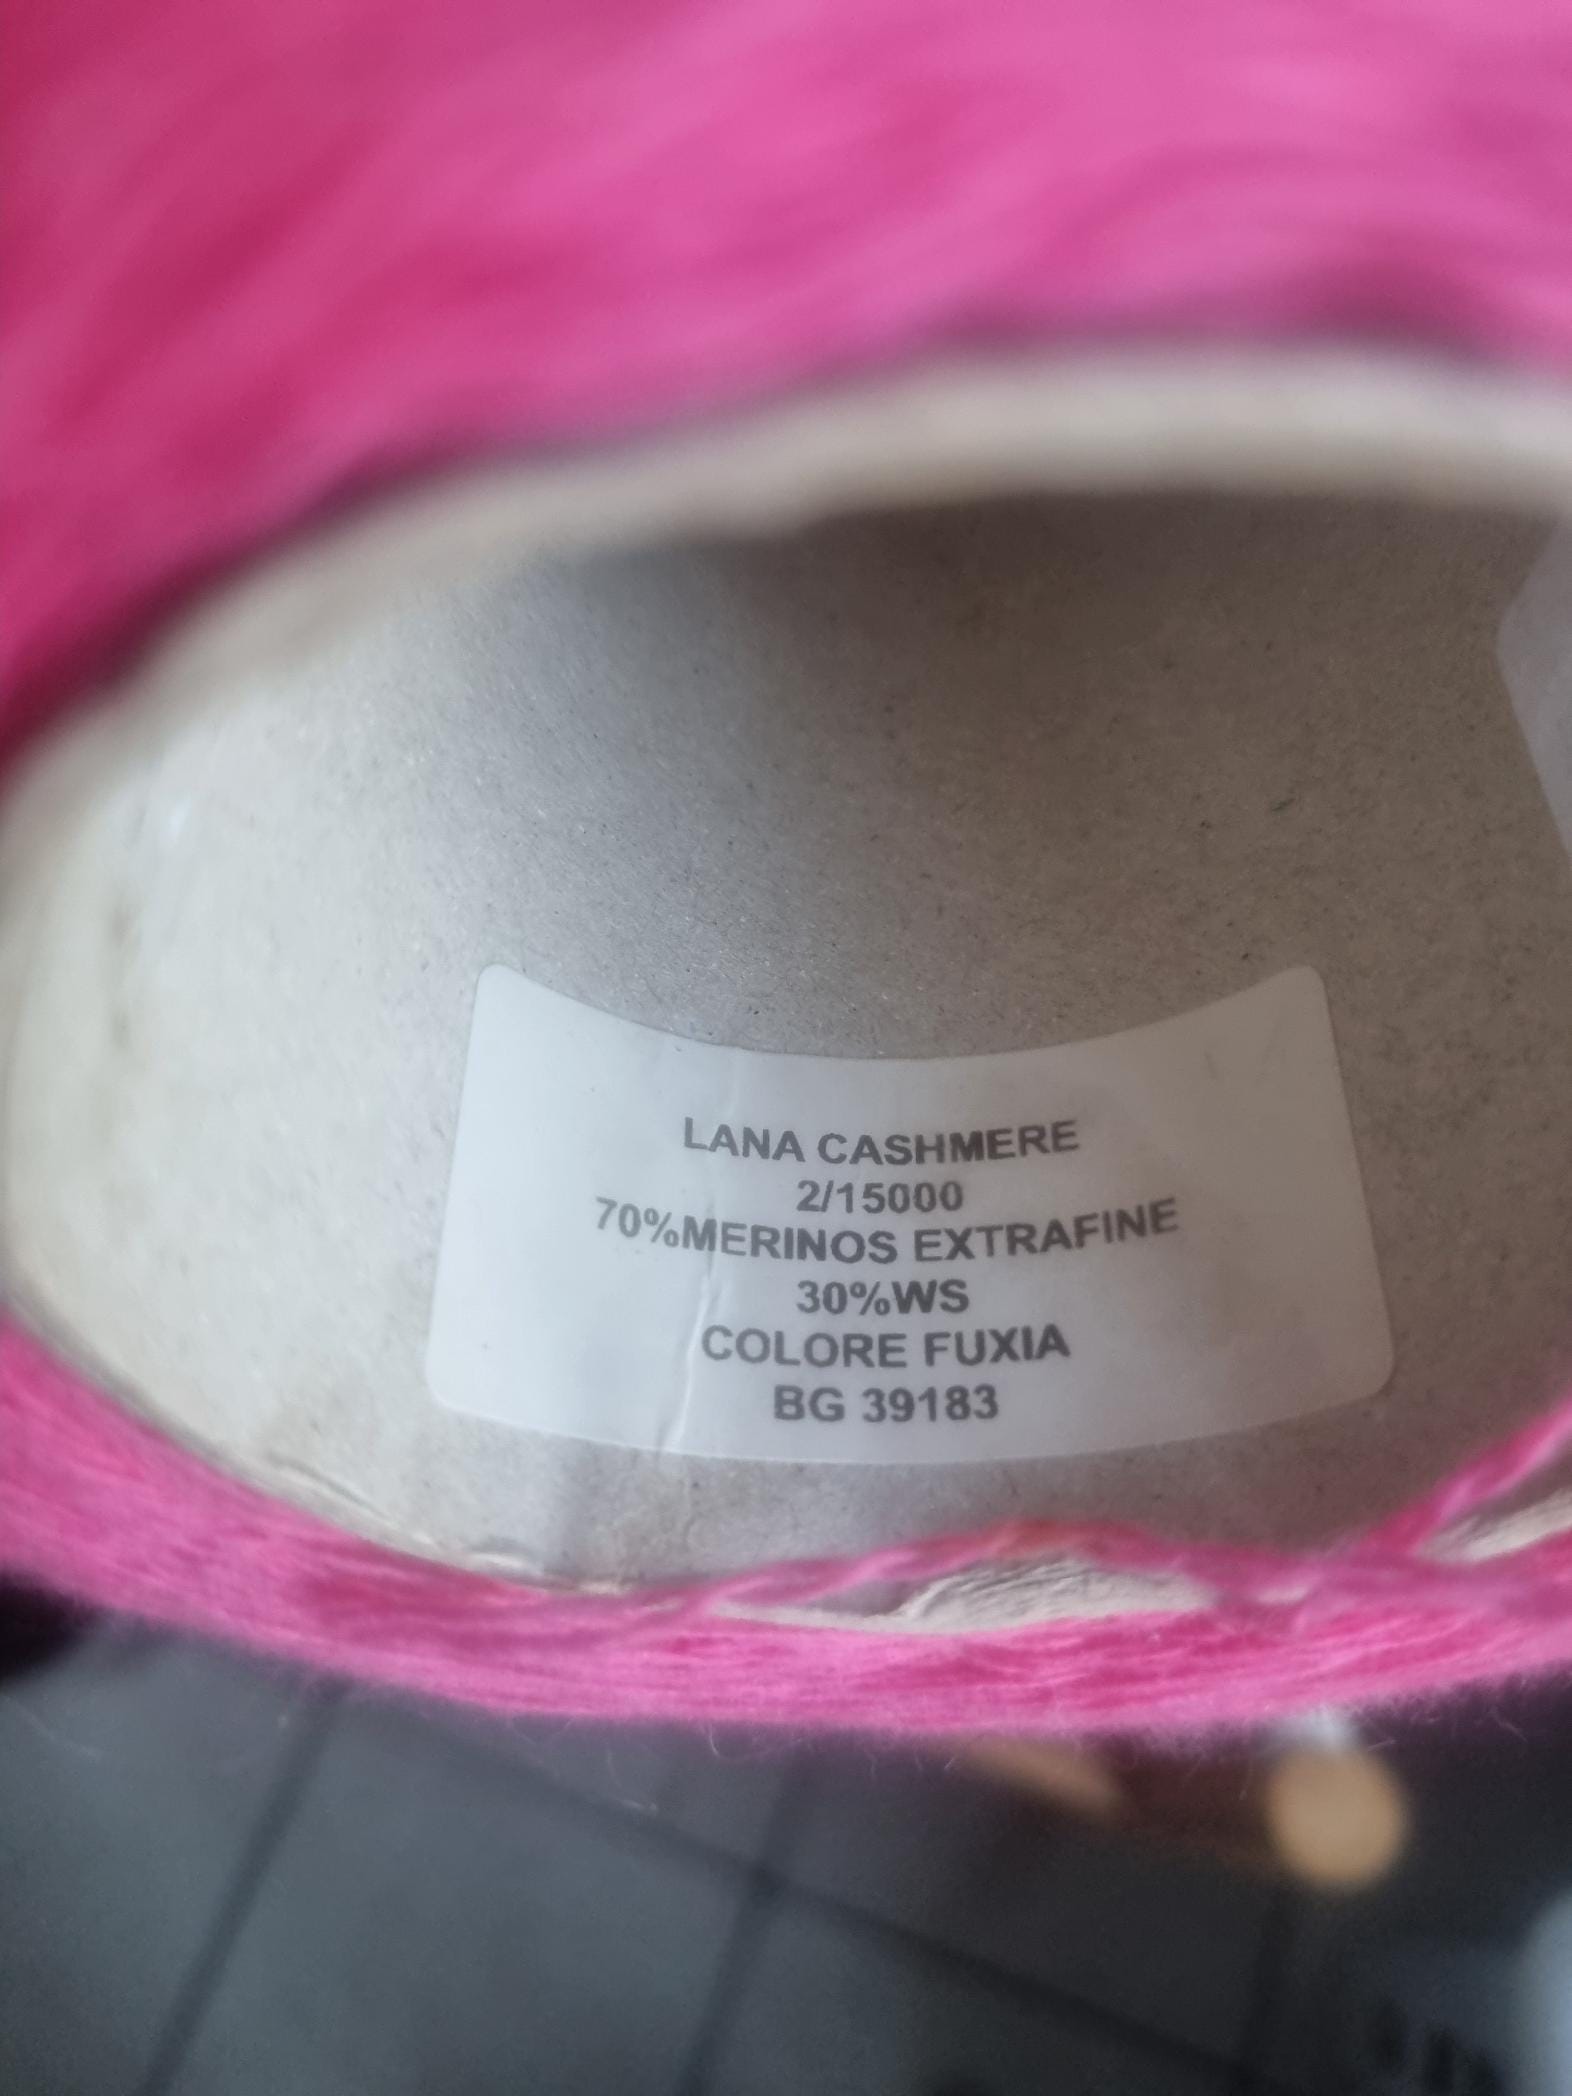 LANA CASHMERE
2/15000
70%MERINOS EXTRAFINE
30%WS
COLORE FUXIA
BG 39183